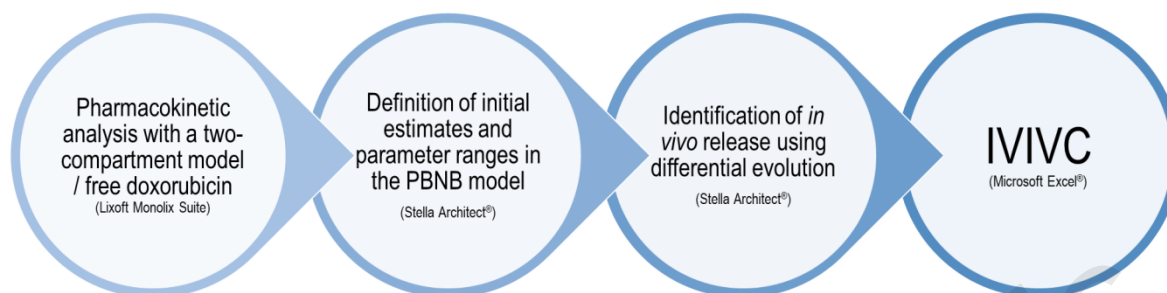 Pharmacokinetic
analysis with a two-
compartment model
/ free doxorubicin
(Lixoft Monolix Suite)
Definition of initial
estimates and
parameter ranges in
the PBNB model
(Stella Architect®)
Identification of in
vivo release using
differential evolution
(Stella Architect®)
IVIVC
(Microsoft Excel®)